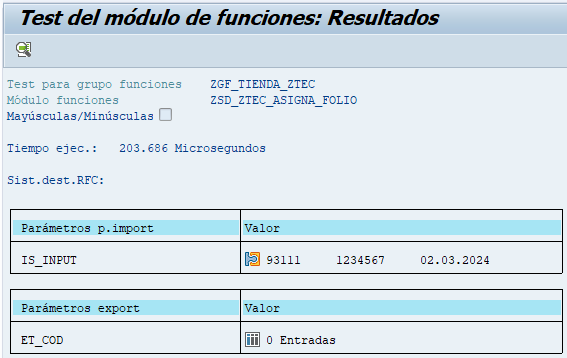 Test del módulo de funciones: Resultados
Test para grupo funciones ZGF_TIENDA_ZTEC
Módulo funciones ZSD_ZTEC_ASIGNA_FOLIO
Mayúsculas/Minúsculas
Tiempo ejec.: 203.686 Microsegundos
Sist.dest.RFC:
Parámetros p.import Valor
IS_INPUT 93111 1234567 02.03.2024
Parámetros export Valor
ET_COD 0 Entradas